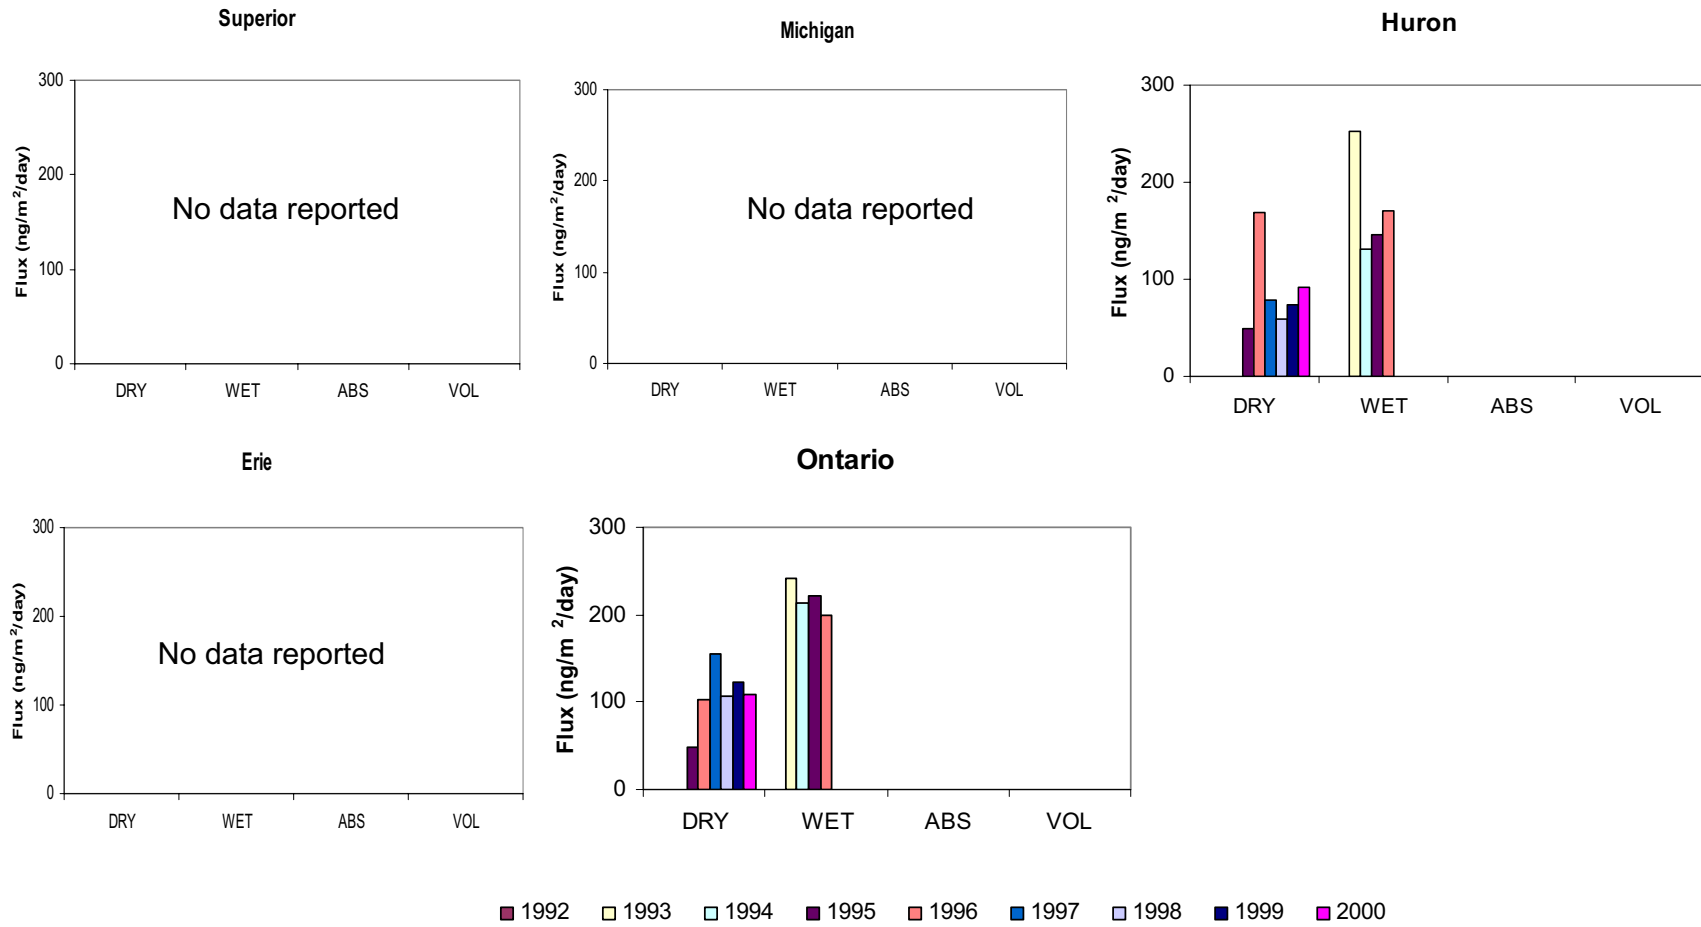 Superior
300
200
100
0
Flux (ng/m²/day)
No data reported
DRY WET ABS VOL
Michigan
300
200
100
0
Flux (ng/m²/day)
No data reported
DRY WET ABS VOL
Huron
300
200
100
0
Flux (ng/m ²/day)
DRY WET ABS VOL
Erie
300
200
100
0
Flux (ng/m²/day)
No data reported
DRY WET ABS VOL
Ontario
300
200
100
0
Flux (ng/m ²/day)
DRY WET ABS VOL
1992 1993 1994 1995 1996 1997 1998 1999 2000